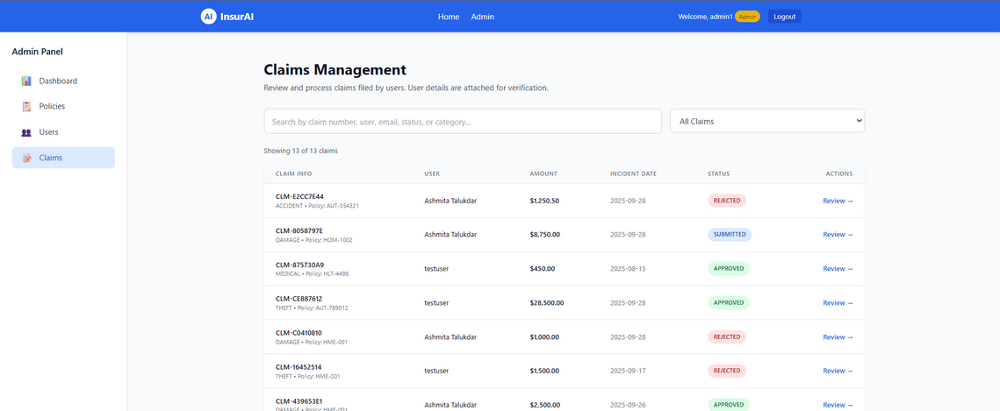 AI InsurAI Home Admin Welcome, admin1 Admin Logout
Admin Panel
Dashboard
Policies
Users
Claims
Claims Management
Review and process claims filed by users. User details are attached for verification.
Search by claim number, user, email, status, or category...
All Claims
Showing 13 of 13 claims
CLAIM INFO USER AMOUNT INCIDENT DATE STATUS ACTIONS
CLM-E2CC7E44
ACCIDENT • Policy: AUT-554321
Ashmita Talukdar $1,250.50 2025-09-28 REJECTED Review →
CLM-8058797E
DAMAGE • Policy: HOM-1002
Ashmita Talukdar $8,750.00 2025-09-28 SUBMITTED Review →
CLM-875730A9
MEDICAL • Policy: HLT-4498
testuser $450.00 2025-08-15 APPROVED Review →
CLM-CE887612
THEFT • Policy: AUT-789012
testuser $28,500.00 2025-09-28 APPROVED Review →
CLM-C0410810
DAMAGE • Policy: HME-001
Ashmita Talukdar $1,000.00 2025-09-28 REJECTED Review →
CLM-16452514
THEFT • Policy: HME-001
testuser $1,500.00 2025-09-17 REJECTED Review →
CLM-439653E1
DAMAGE • Policy: HME-001
Ashmita Talukdar $2,500.00 2025-09-26 APPROVED Review →